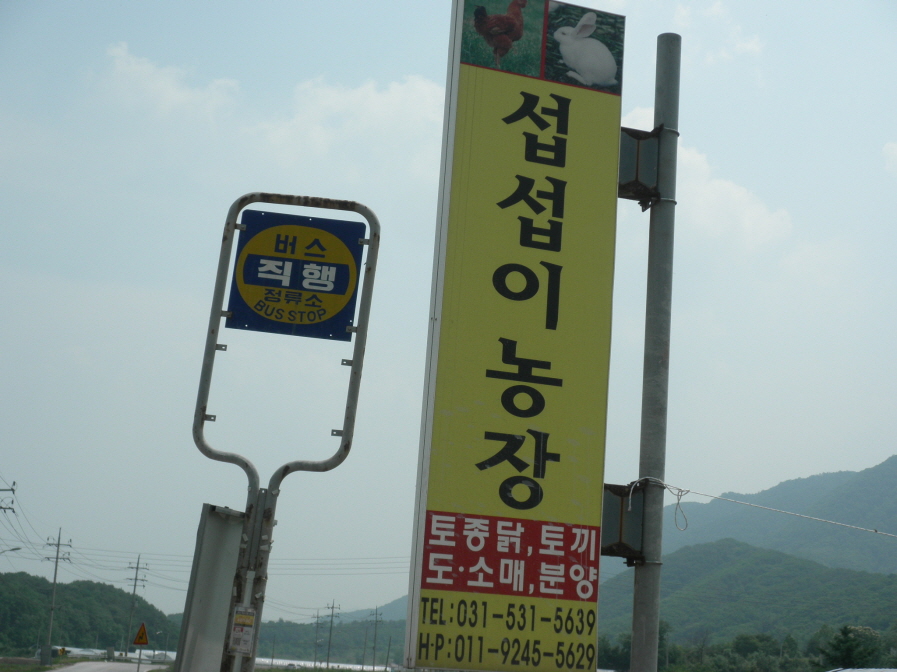 버스
직행
정류소
BUS STOP
섭섭이농장
토종닭,토끼
도·소매,분양
TEL:031-531-5639
H·P:011-9245-5629